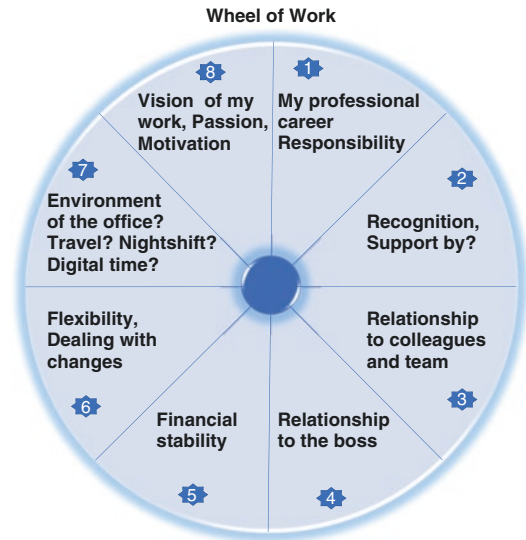 Wheel of Work
1
My professional
career
Responsibility
2
Recognition,
Support by?
3
Relationship
to colleagues
and team
4
Relationship
to the boss
5
Financial
stability
6
Flexibility,
Dealing with
changes
7
Environment
of the office?
Travel? Nightshift?
Digital time?
8
Vision of my
work, Passion,
Motivation